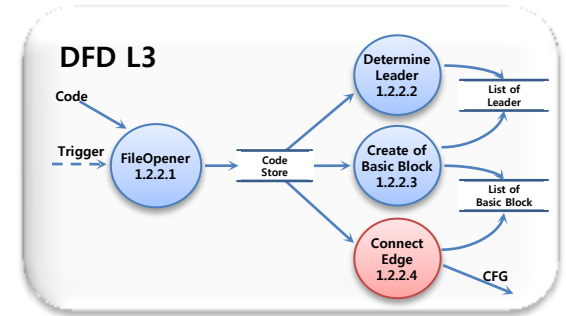 DFD L3
Code
Trigger
FileOpener
1.2.2.1
Code
Store
Determine
Leader
1.2.2.2
List of
Leader
Create of
Basic Block
1.2.2.3
List of
Basic Block
Connect
Edge
1.2.2.4
CFG